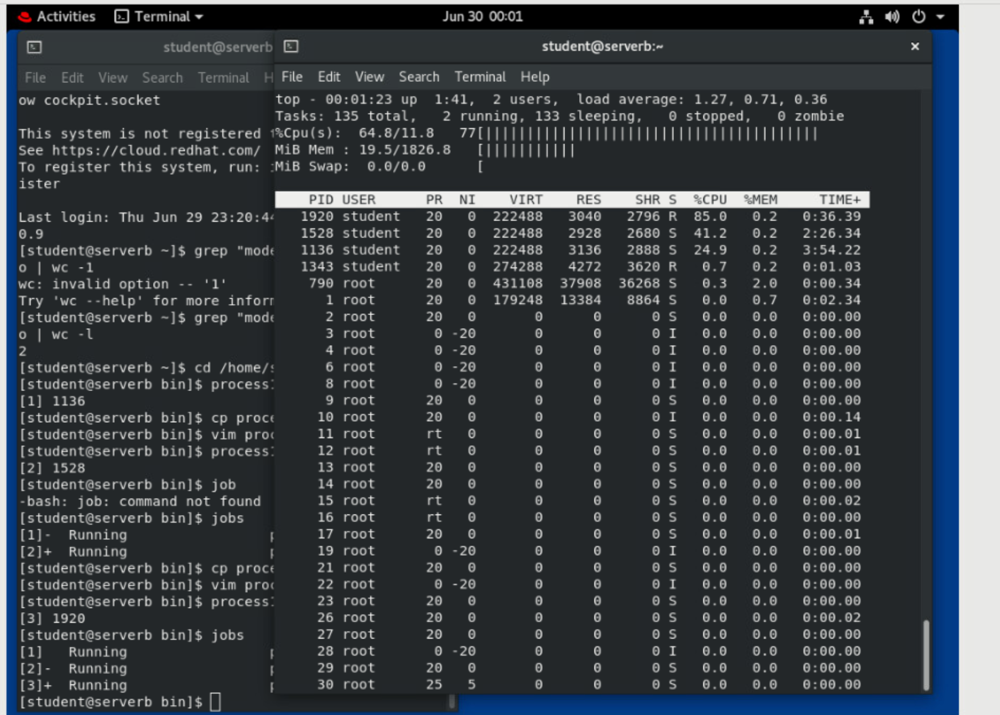 Activities Terminal Jun 30 00:01
student@serverb
File Edit View Search Terminal H
ow cockpit.socket

This system is not registered
See https://cloud.redhat.com/
To register this system, run:
ister

Last login: Thu Jun 29 23:20:44
0.9
[student@serverb ~]$ grep "mode
o | wc -1
wc: invalid option -- '1'
Try 'wc --help' for more inform
[student@serverb ~]$ grep "mode
o | wc -l
2
[student@serverb ~]$ cd /home/s
[student@serverb bin]$ process1
[1] 1136
[student@serverb bin]$ cp proce
[student@serverb bin]$ vim proc
[student@serverb bin]$ process1
[2] 1528
[student@serverb bin]$ job
-bash: job: command not found
[student@serverb bin]$ jobs
[1]-  Running                 p
[2]+  Running                 p
[student@serverb bin]$ cp proce
[student@serverb bin]$ vim proc
[student@serverb bin]$ process1
[3] 1920
[student@serverb bin]$ jobs
[1]   Running                 p
[2]-  Running                 p
[3]+  Running                 p
[student@serverb bin]$
student@serverb:~ ×
File Edit View Search Terminal Help
top - 00:01:23 up  1:41,  2 users,  load average: 1.27, 0.71, 0.36
Tasks: 135 total,   2 running, 133 sleeping,   0 stopped,   0 zombie
%Cpu(s):  64.8/11.8   77[||||||||||||||||||||||||||||||||||||||||
MiB Mem : 19.5/1826.8   [|||||||||||
MiB Swap:  0.0/0.0      [

PID USER PR NI VIRT RES SHR S %CPU %MEM TIME+
1920 student 20 0 222488 3040 2796 R 85.0 0.2 0:36.39
1528 student 20 0 222488 2928 2680 S 41.2 0.2 2:26.34
1136 student 20 0 222488 3136 2888 S 24.9 0.2 3:54.22
1343 student 20 0 274288 4272 3620 R 0.7 0.2 0:01.03
790 root 20 0 431108 37908 36268 S 0.3 2.0 0:00.34
1 root 20 0 179248 13384 8864 S 0.0 0.7 0:02.34
2 root 20 0 0 0 0 S 0.0 0.0 0:00.00
3 root 0 -20 0 0 0 I 0.0 0.0 0:00.00
4 root 0 -20 0 0 0 I 0.0 0.0 0:00.00
6 root 0 -20 0 0 0 I 0.0 0.0 0:00.00
8 root 0 -20 0 0 0 I 0.0 0.0 0:00.00
9 root 20 0 0 0 0 S 0.0 0.0 0:00.00
10 root 20 0 0 0 0 I 0.0 0.0 0:00.14
11 root rt 0 0 0 0 S 0.0 0.0 0:00.01
12 root rt 0 0 0 0 S 0.0 0.0 0:00.01
13 root 20 0 0 0 0 S 0.0 0.0 0:00.00
14 root 20 0 0 0 0 S 0.0 0.0 0:00.00
15 root rt 0 0 0 0 S 0.0 0.0 0:00.02
16 root rt 0 0 0 0 S 0.0 0.0 0:00.00
17 root 20 0 0 0 0 S 0.0 0.0 0:00.01
19 root 0 -20 0 0 0 I 0.0 0.0 0:00.00
21 root 20 0 0 0 0 S 0.0 0.0 0:00.00
22 root 0 -20 0 0 0 I 0.0 0.0 0:00.00
23 root 20 0 0 0 0 S 0.0 0.0 0:00.00
26 root 20 0 0 0 0 S 0.0 0.0 0:00.02
27 root 20 0 0 0 0 S 0.0 0.0 0:00.00
28 root 0 -20 0 0 0 I 0.0 0.0 0:00.00
29 root 20 0 0 0 0 S 0.0 0.0 0:00.00
30 root 25 5 0 0 0 S 0.0 0.0 0:00.00